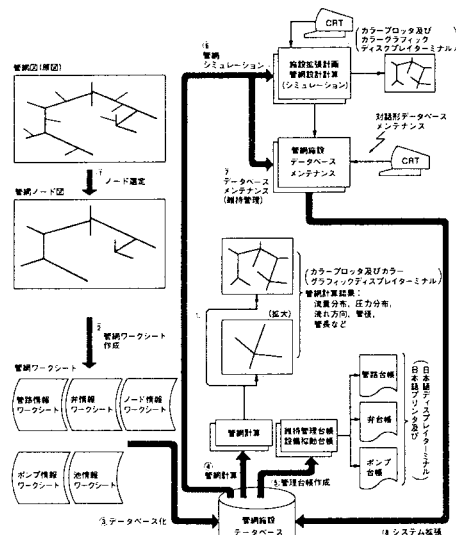 管網図(原図)
ノード選定
管網ノード図
管網ワークシート
作成
管網ワークシート
管路情報
ワークシート
弁情報
ワークシート
ノード情報
ワークシート
ポンプ情報
ワークシート
池情報
ワークシート
③データベース化
管網施設
データベース
④管網計算
管網計算
(拡大)
(カラープロッタ及びカラー
グラフィックディスプレイターミナル)
管網計算結果:
流量分布,圧力分布,
流れ方向,管径,
管長など
⑤管理台帳作成
維持管理台帳
設備台帳
管路台帳
弁台帳
ポンプ
台帳
日本語プリンタ及び
日本語ディスプレイターミナル
⑥管網
シミュレーション
施設拡張計画
管網設計計算
(シミュレーション)
CRT
カラープロッタ及び
カラーグラフィック
ディスプレイターミナル
データベース
メンテナンス
(維持管理)
管網施設
データベース
メンテナンス
対話形データベース
メンテナンス
CRT
システム拡張